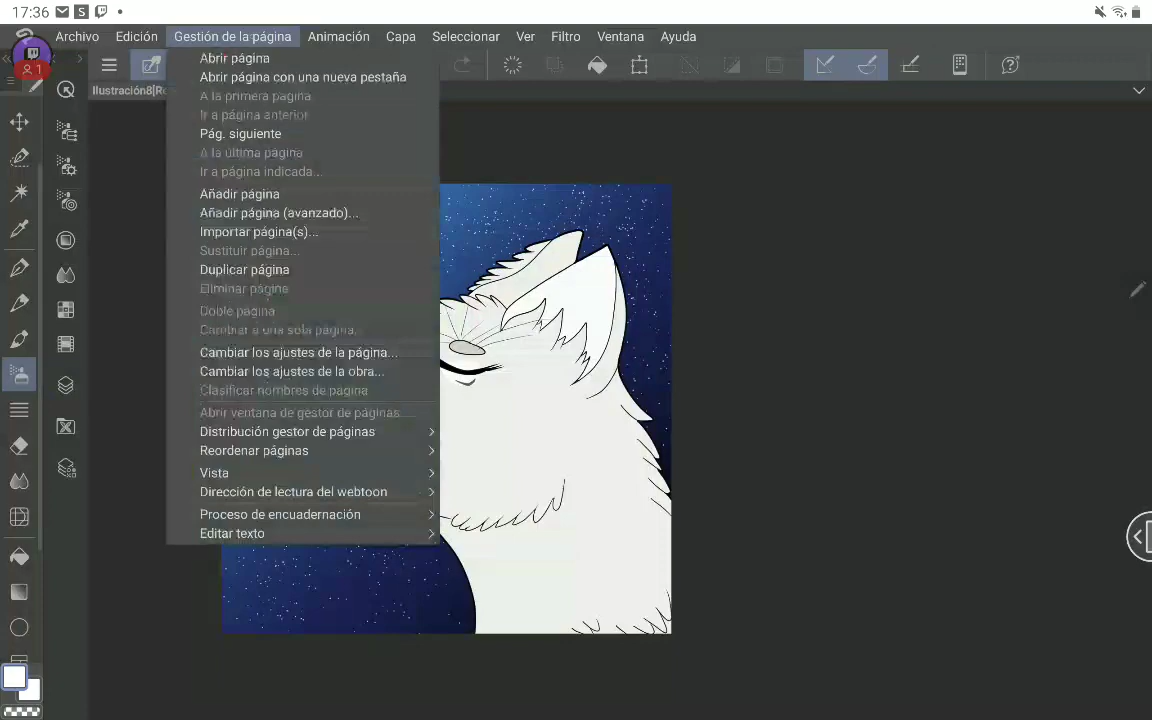 17:36
Archivo Edición Gestión de la página Animación Capa Seleccionar Ver Filtro Ventana Ayuda
1
Ilustración8[R
Abrir página
Abrir página con una nueva pestaña
A la primera página
Ir a página anterior
Pág. siguiente
A la última página
Ir a página indicada...
Añadir página
Añadir página (avanzado)...
Importar página(s)...
Sustituir página...
Duplicar página
Eliminar página
Doble página
Cambiar a una sola página.
Cambiar los ajustes de la página...
Cambiar los ajustes de la obra...
Clasificar nombres de página
Abrir ventana de gestor de páginas
Distribución gestor de páginas
Reordenar páginas
Vista
Dirección de lectura del webtoon
Proceso de encuadernación
Editar texto